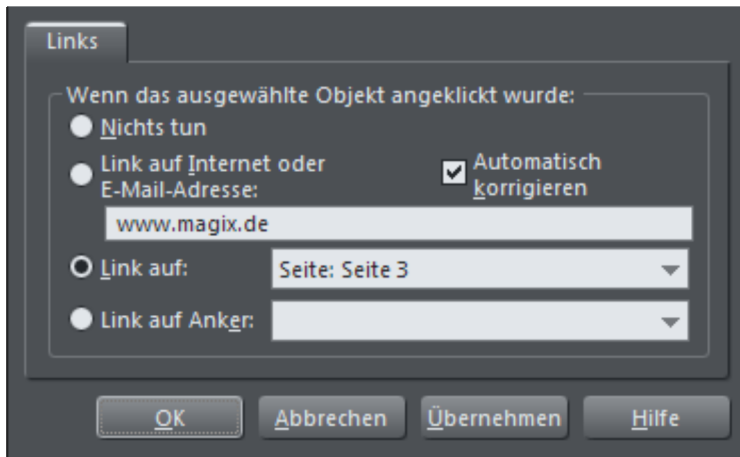 Links
Wenn das ausgewählte Objekt angeklickt wurde:
Nichts tun
Link auf Internet oder
E-Mail-Adresse:
Automatisch
korrigieren
www.magix.de
Link auf:
Seite: Seite 3
Link auf Anker:
OK
Abbrechen
Übernehmen
Hilfe